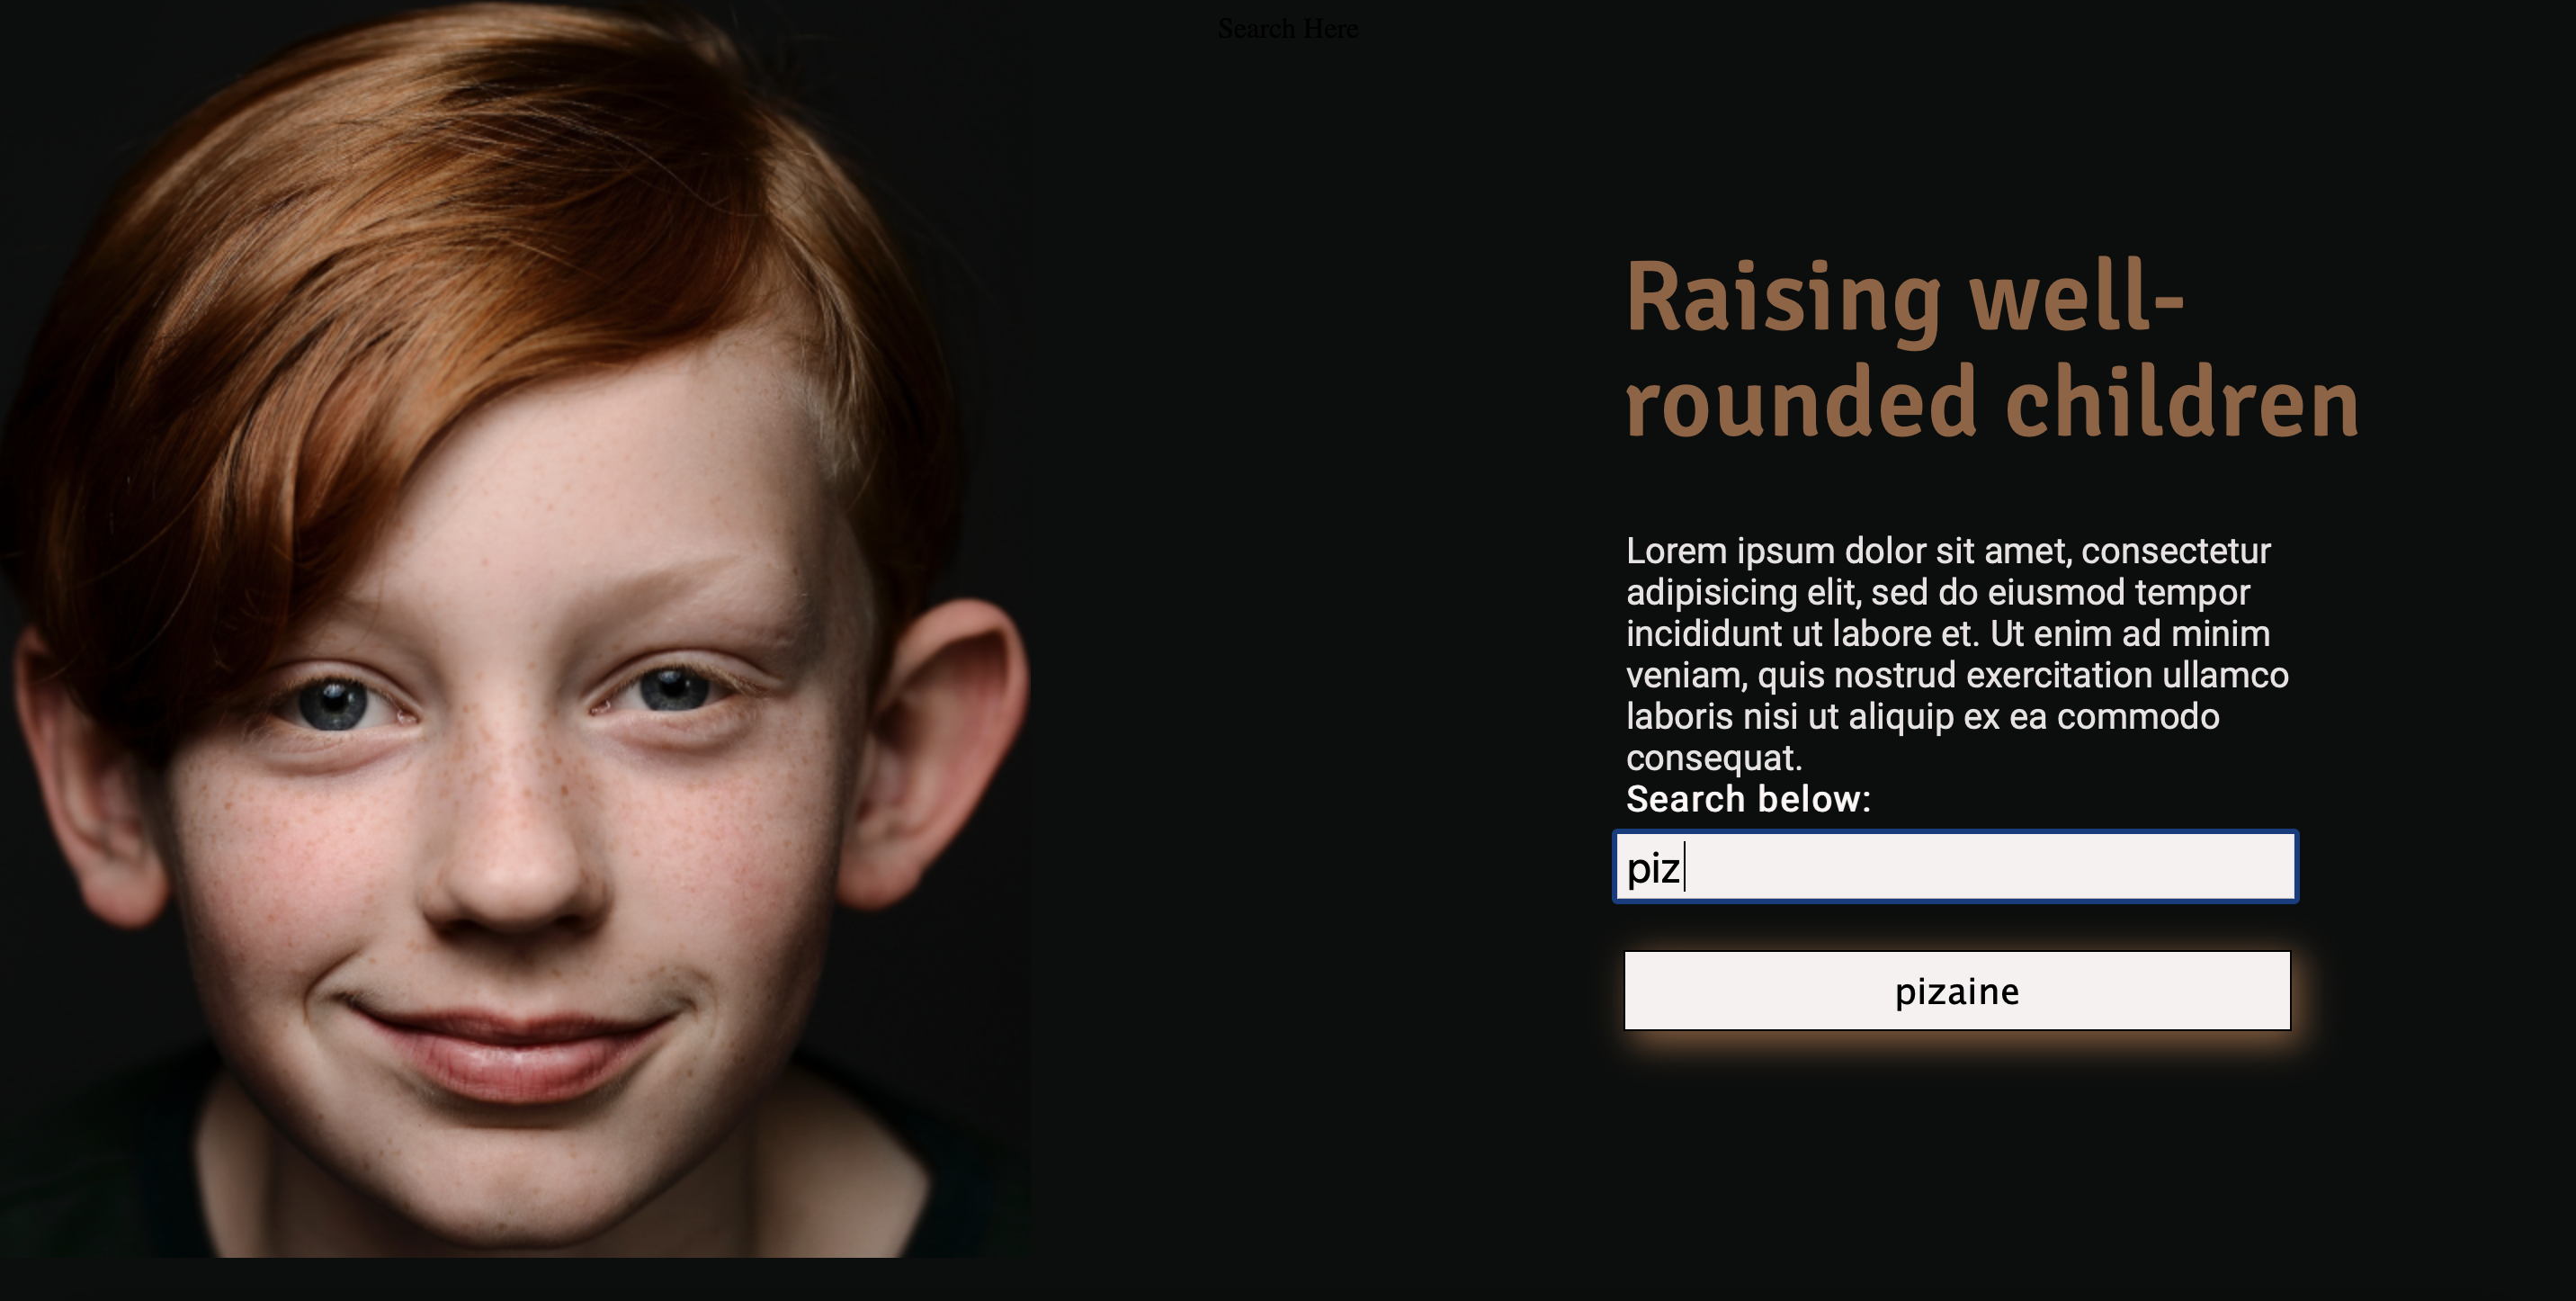 Search Here
Raising well-
rounded children
Lorem ipsum dolor sit amet, consectetur
adipisicing elit, sed do eiusmod tempor
incididunt ut labore et. Ut enim ad minim
veniam, quis nostrud exercitation ullamco
laboris nisi ut aliquip ex ea commodo
consequat.
Search below:
piz
pizaine